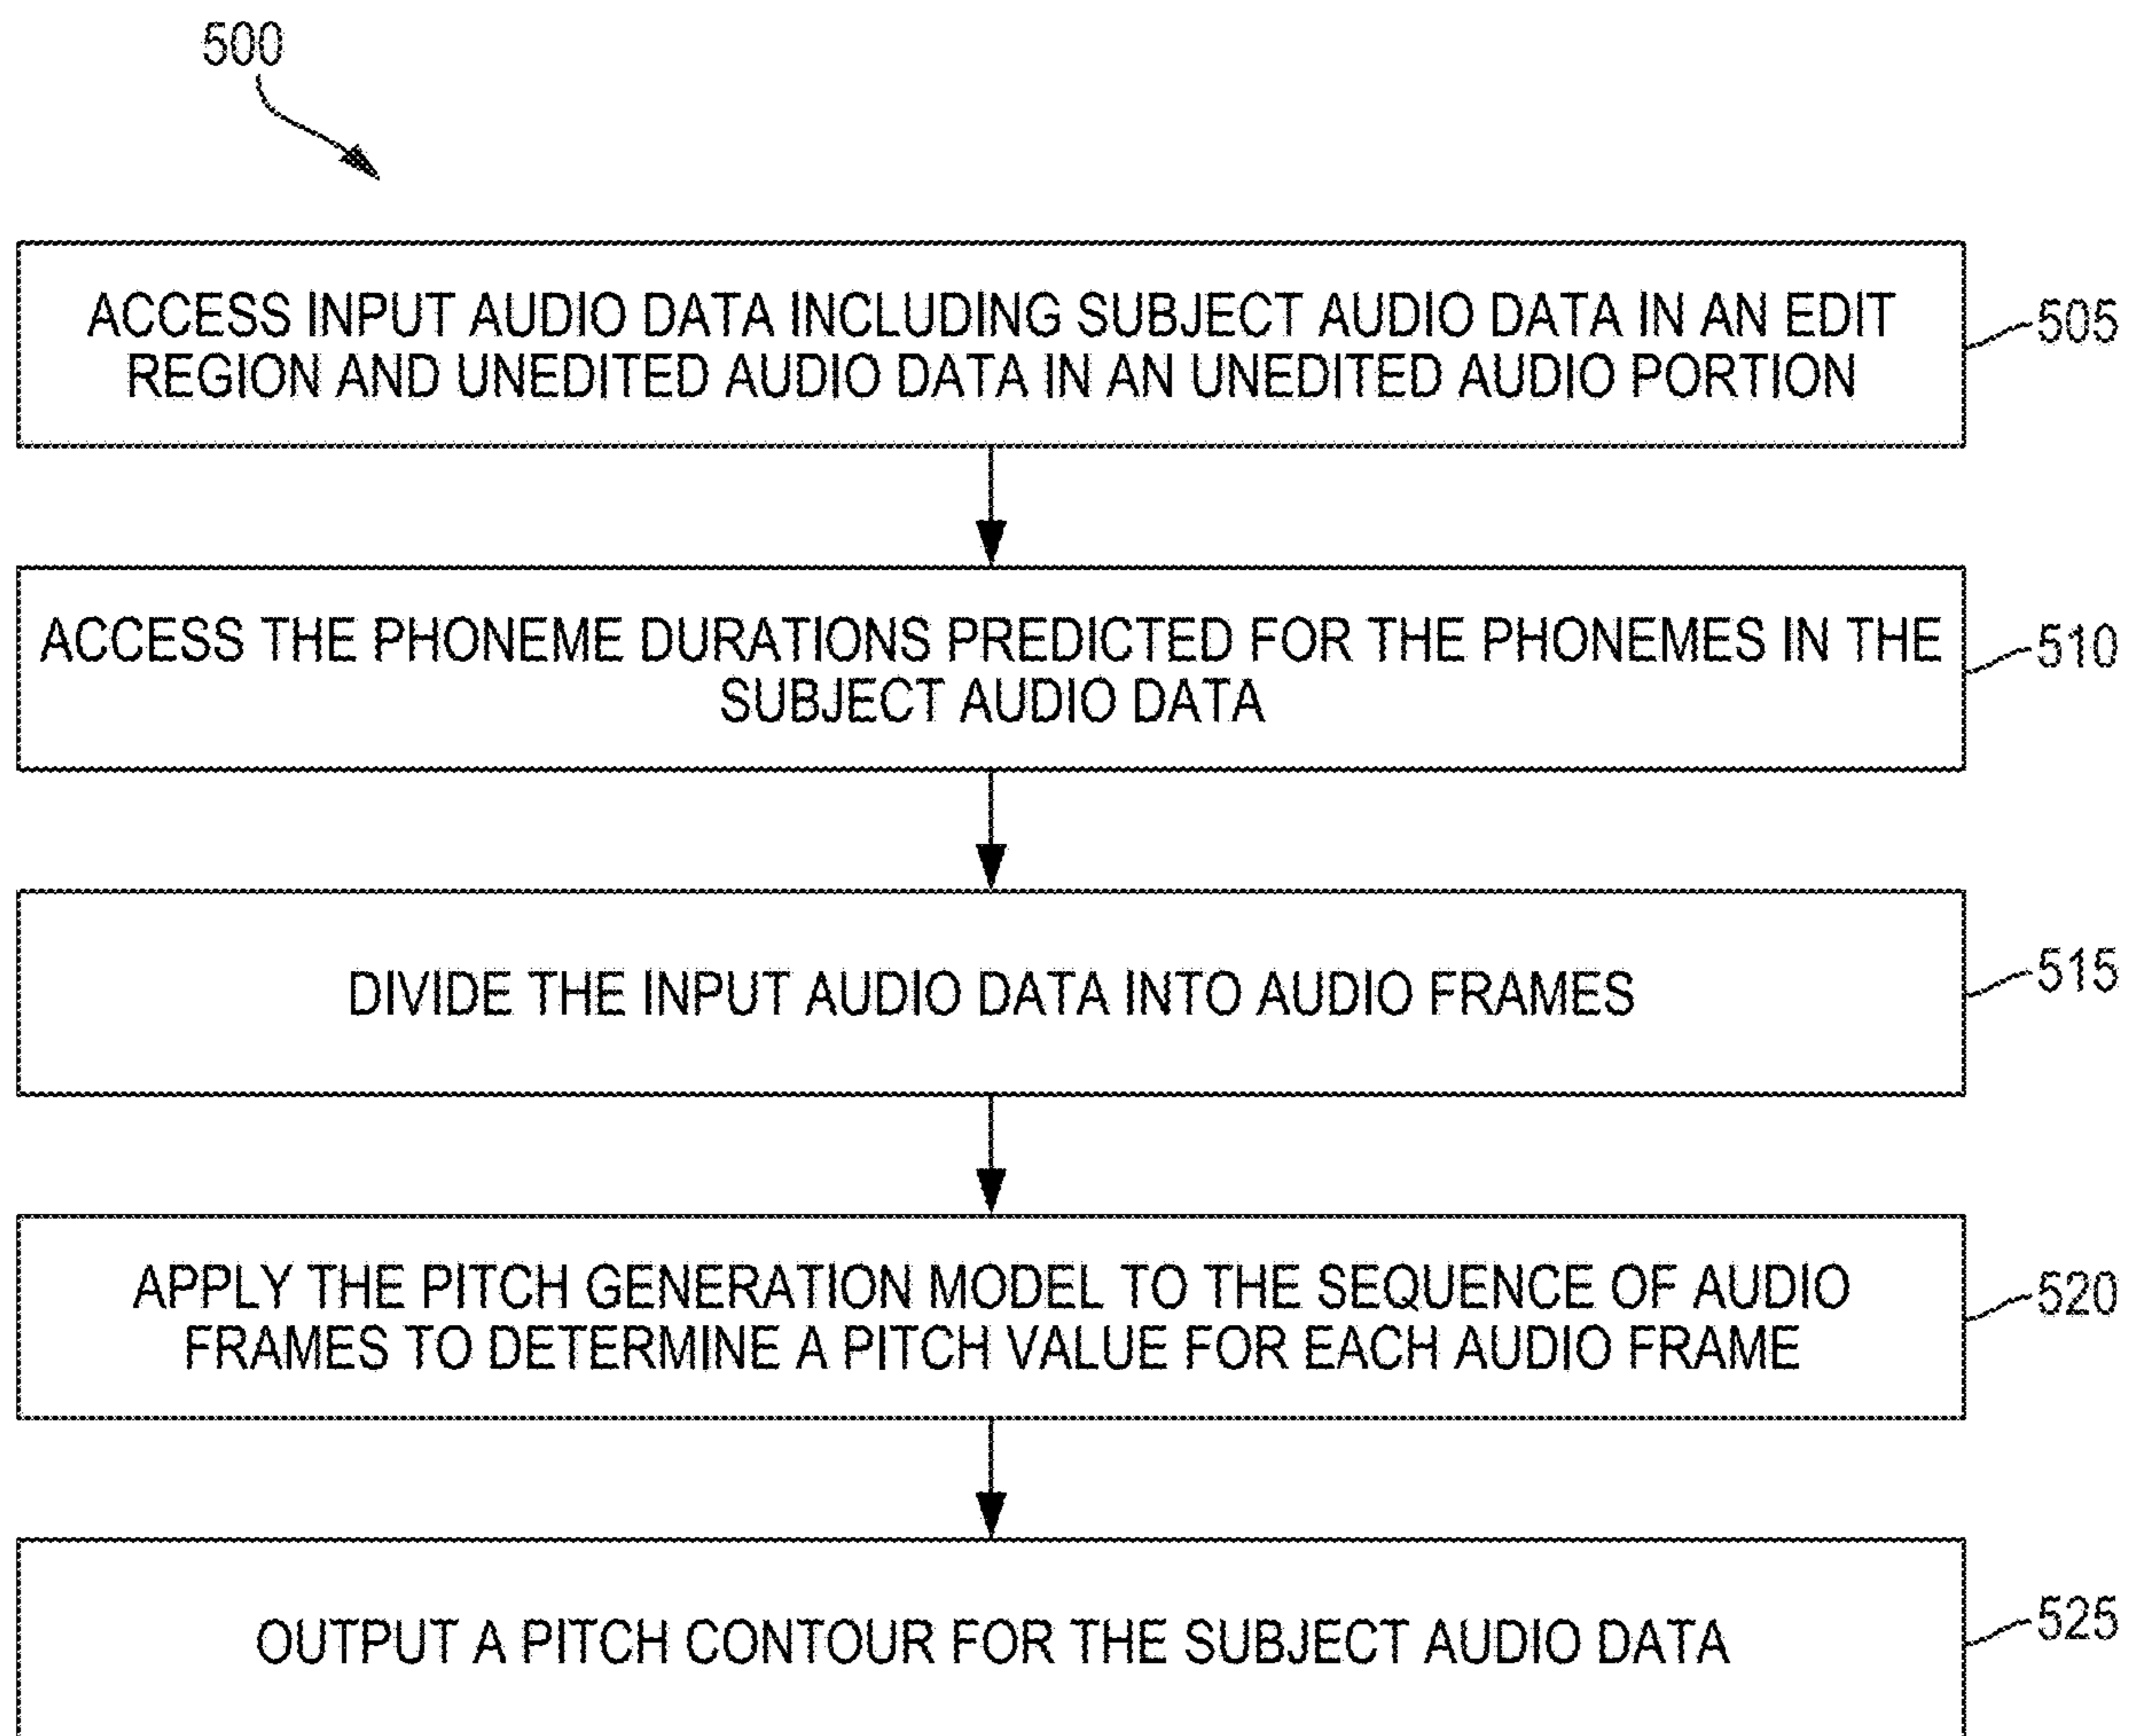 500
ACCESS INPUT AUDIO DATA INCLUDING SUBJECT AUDIO DATA IN AN EDIT
REGION AND UNEDITED AUDIO DATA IN AN UNEDITED AUDIO PORTION
505
ACCESS THE PHONEME DURATIONS PREDICTED FOR THE PHONEMES IN THE
SUBJECT AUDIO DATA
510
DIVIDE THE INPUT AUDIO DATA INTO AUDIO FRAMES
515
APPLY THE PITCH GENERATION MODEL TO THE SEQUENCE OF AUDIO
FRAMES TO DETERMINE A PITCH VALUE FOR EACH AUDIO FRAME
520
OUTPUT A PITCH CONTOUR FOR THE SUBJECT AUDIO DATA
525